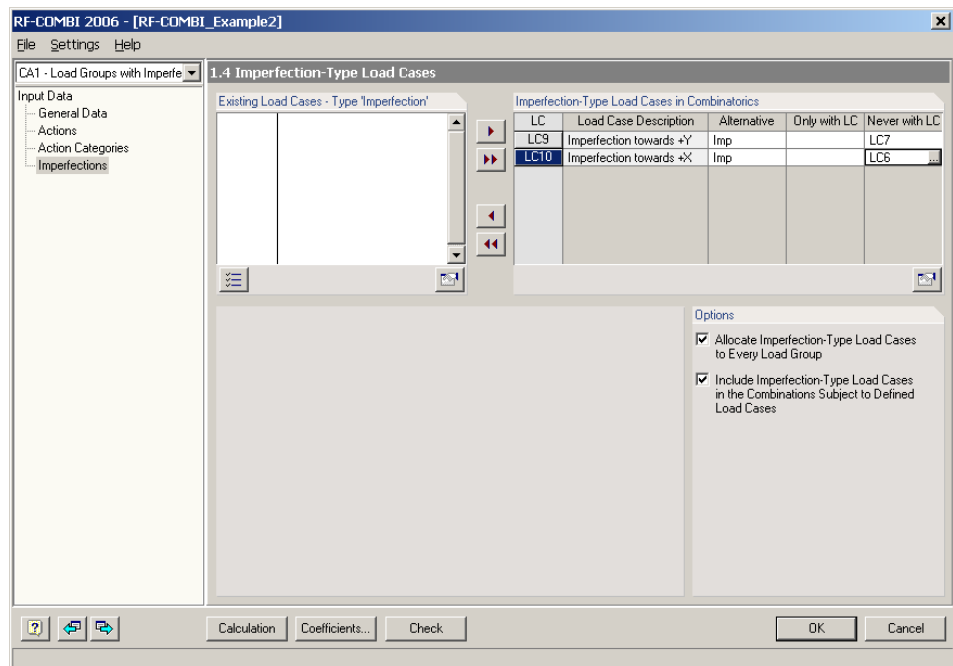 RF-COMBI 2006 - [RF-COMBI_Example2]
File Settings Help
CA1 - Load Groups with Imperfe
1.4 Imperfection-Type Load Cases
Input Data
General Data
Actions
Action Categories
Imperfections
Existing Load Cases - Type 'Imperfection'
Imperfection-Type Load Cases in Combinatorics
LC Load Case Description Alternative Only with LC Never with LC
LC9 Imperfection towards +Y Imp LC7
LC10 Imperfection towards +X Imp LC6 ...
Options
Allocate Imperfection-Type Load Cases
to Every Load Group
Include Imperfection-Type Load Cases
in the Combinations Subject to Defined
Load Cases
Calculation Coefficients... Check OK Cancel